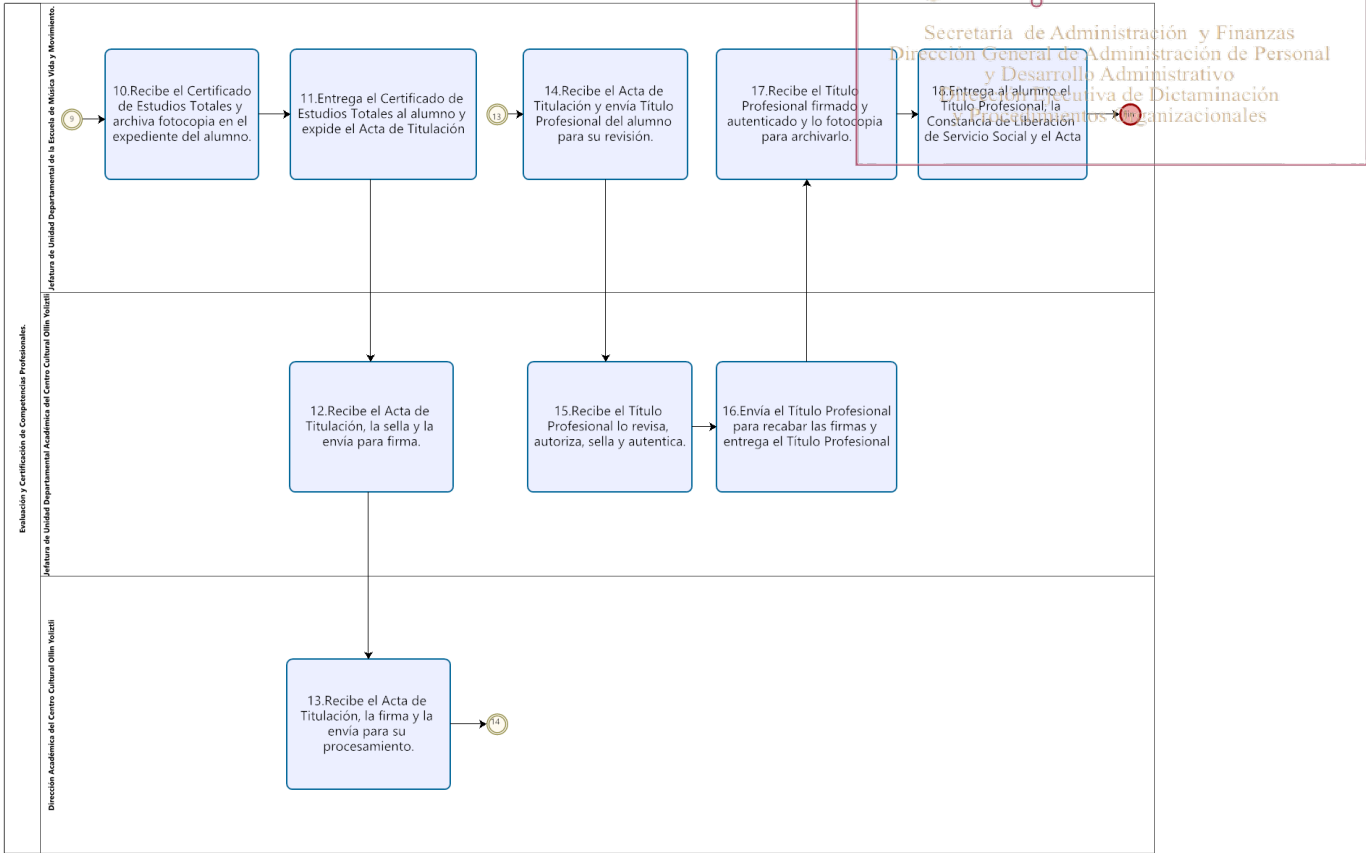 Secretaría de Administración y Finanzas
Dirección General de Administración de Personal
y Desarrollo Administrativo
Dirección Ejecutiva de Dictaminación
y Procedimientos Organizacionales
Evaluación y Certificación de Competencias Profesionales.
Jefatura de Unidad Departamental de la Escuela de Música Vida y Movimiento.
9
10.Recibe el Certificado
de Estudios Totales y
archiva fotocopia en el
expediente del alumno.
11.Entrega el Certificado de
Estudios Totales al alumno y
expide el Acta de Titulación
13
14.Recibe el Acta de
Titulación y envía Título
Profesional del alumno
para su revisión.
17.Recibe el Título
Profesional firmado y
autenticado y lo fotocopia
para archivarlo.
18.Entrega al alumno el
Título Profesional, la
Constancia de Liberación
de Servicio Social y el Acta
Fin
Jefatura de Unidad Departamental Académica del Centro Cultural Ollin Yoliztli
12.Recibe el Acta de
Titulación, la sella y la
envía para firma.
15.Recibe el Título
Profesional lo revisa,
autoriza, sella y autentica.
16.Envía el Título Profesional
para recabar las firmas y
entrega el Título Profesional
Dirección Académica del Centro Cultural Ollin Yoliztli
13.Recibe el Acta de
Titulación, la firma y la
envía para su
procesamiento.
14